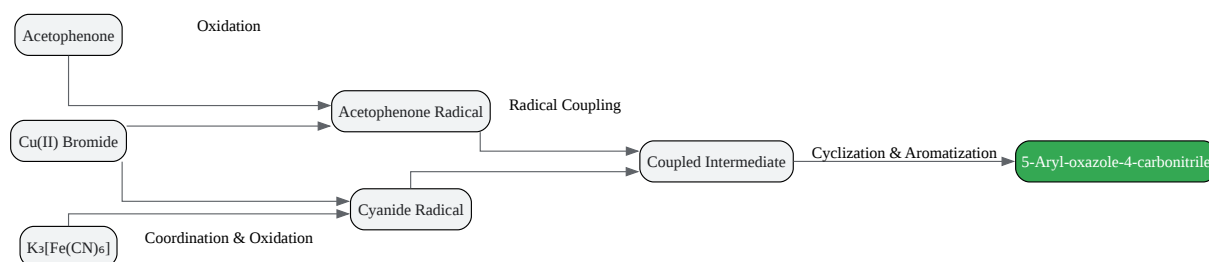 Acetophenone
Oxidation
Acetophenone Radical
Radical Coupling
Cu(II) Bromide
Coupled Intermediate
Cyclization & Aromatization
5-Aryl-oxazole-4-carbonitrile
Cyanide Radical
K₃[Fe(CN)₆]
Coordination & Oxidation